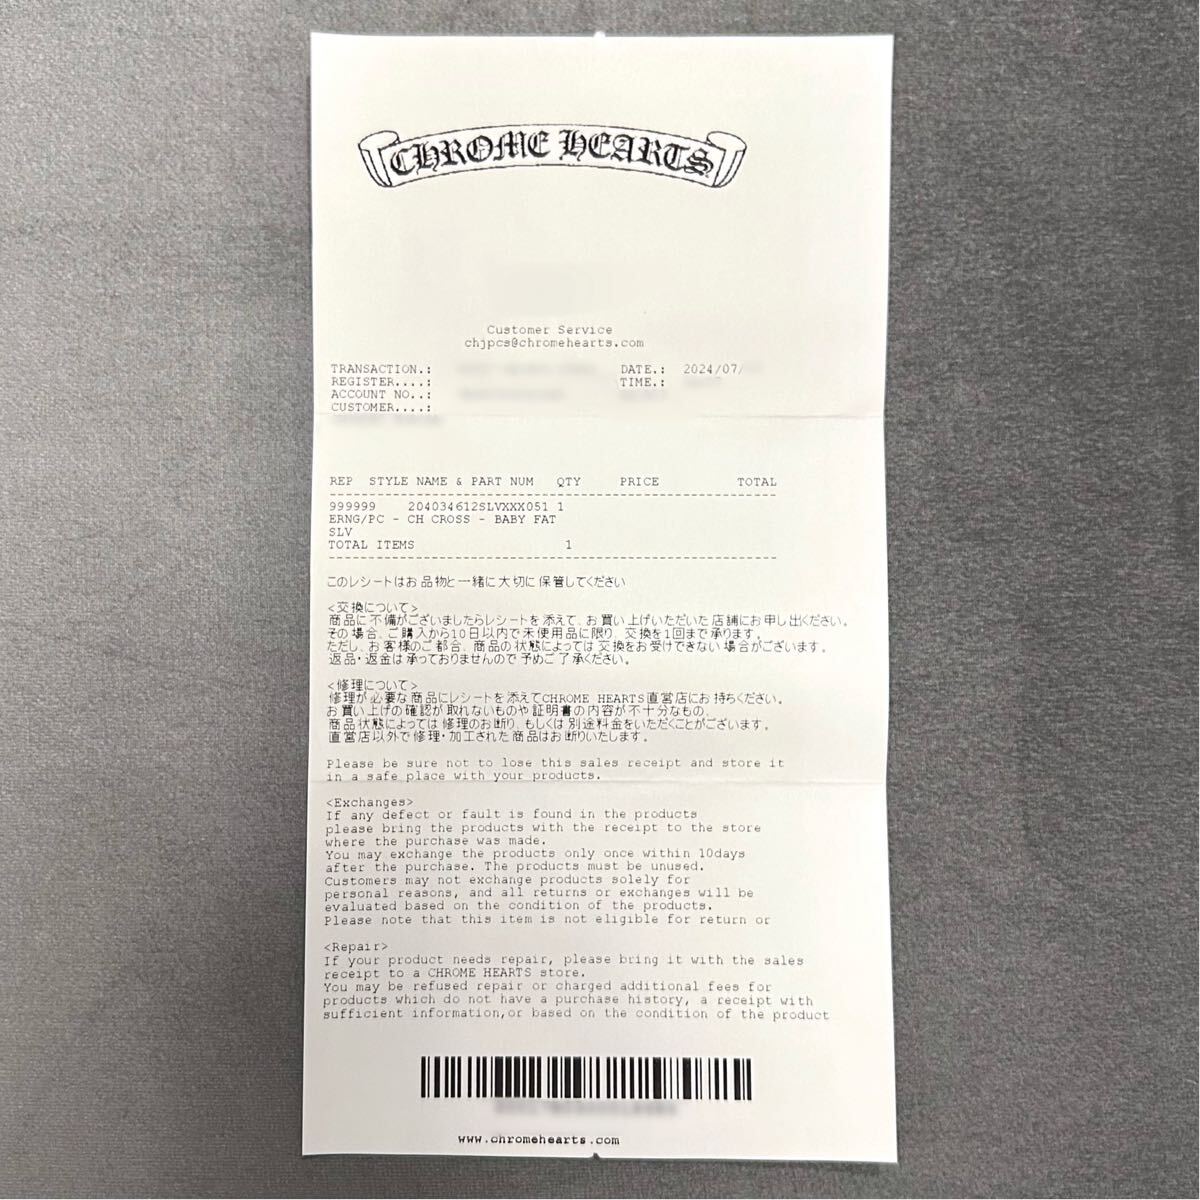 CHROME HEARTS
Customer Service
chjpcs@chromehearts.com
TRANSACTION.: DATE.: 2024/07/
REGISTER....: TIME.:
ACCOUNT NO..:
CUSTOMER....:
REP STYLE NAME & PART NUM QTY PRICE TOTAL
999999 204034612SLVXXX051 1
ERNG/PC - CH CROSS - BABY FAT
SLV
TOTAL ITEMS 1
このレシートはお品物と一緒に大切に保管してください
<交換について>
商品に不備がございましたらレシートを添えて、お買い上げいただいた店舗にお申し出ください。
その場合、ご購入から10日以内で未使用品に限り、交換を1回まで承ります。
ただし、お客様のご都合、商品の状態によっては交換をお受けできない場合がございます。
返品・返金は承っておりませんので予めご了承ください。
<修理について>
修理が必要な商品にレシートを添えてCHROME HEARTS直営店にお持ちください。
お買い上げの確認が取れないものや証明書の内容が不十分なもの、
商品状態によっては修理のお断り、もしくは別途料金をいただくことがございます。
直営店以外で修理・加工された商品はお断りいたします。
Please be sure not to lose this sales receipt and store it
in a safe place with your products.
<Exchanges>
If any defect or fault is found in the products
please bring the products with the receipt to the store
where the purchase was made.
You may exchange the products only once within 10days
after the purchase. The products must be unused.
Customers may not exchange products solely for
personal reasons, and all returns or exchanges will be
evaluated based on the condition of the products.
Please note that this item is not eligible for return or
<Repair>
If your product needs repair, please bring it with the sales
receipt to a CHROME HEARTS store.
You may be refused repair or charged additional fees for
products which do not have a purchase history, a receipt with
sufficient information,or based on the condition of the product
www.chromehearts.com